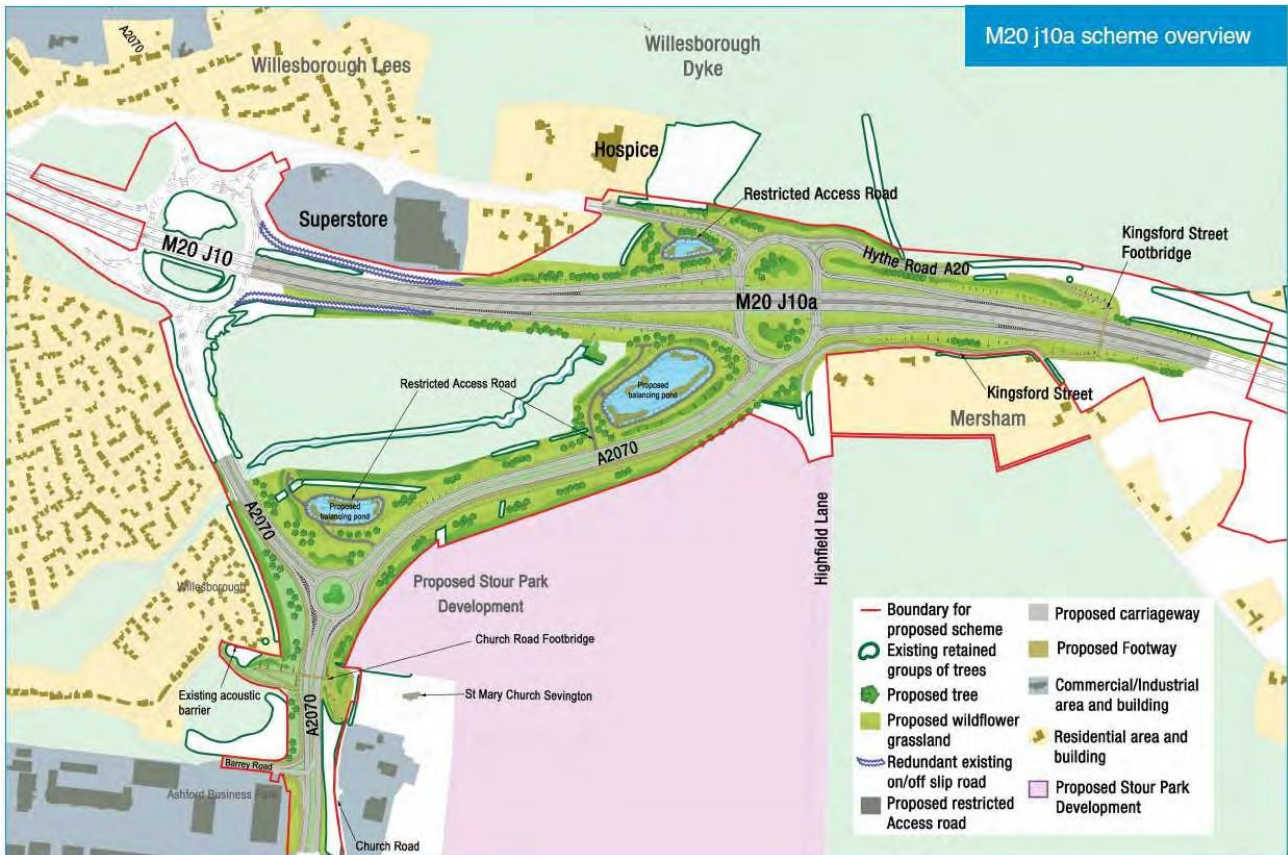 M20 j10a scheme overview
A2070
Willesborough Lees
Willesborough
Dyke
Hospice
Restricted Access Road
Superstore
Kingsford Street
Footbridge
M20 J10
Hythe Road A20
M20 J10a
Restricted Access Road
Proposed
balancing pond
Kingsford Street
Mersham
A2070
Proposed
balancing pond
A2070
Highfield Lane
Willesborough
Proposed Stour Park
Development
Church Road Footbridge
Existing acoustic
barrier
St Mary Church Sevington
A2070
Barrey Road
Ashford Business Park
Church Road
Boundary for
proposed scheme
Existing retained
groups of trees
Proposed tree
Proposed wildflower
grassland
Redundant existing
on/off slip road
Proposed restricted
Access road
Proposed carriageway
Proposed Footway
Commercial/Industrial
area and building
Residential area and
building
Proposed Stour Park
Development